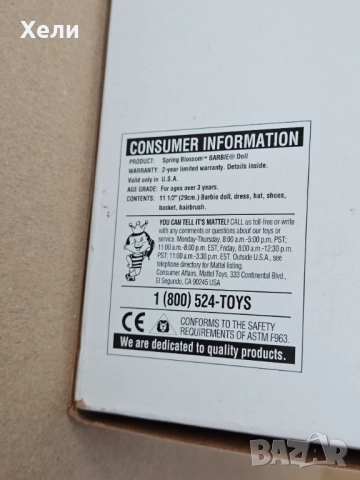 Хели
CONSUMER INFORMATION
PRODUCT: Spring Blossom™ BARBIE® Doll
WARRANTY: 2-year limited warranty. Details inside.
Valid only in U.S.A.
AGE GRADE: For ages over 3 years.
CONTENTS: 11 1/2" (29cm.) Barbie doll, dress, hat, shoes,
basket, hairbrush.
YOU CAN TELL IT'S MATTEL! CALL us toll-free or write
with any comments or questions about our toys or
service. Monday-Thursday, 8:00 a.m.-5:00 p.m. PST;
11:00 a.m.-8:00 p.m. EST; Friday, 8:00 a.m.-12:30 p.m.
PST; 11:00 a.m.-3:30 p.m. EST. Outside U.S.A., see
telephone directory for Mattel listing.
Consumer Affairs, Mattel Toys, 333 Continental Blvd.,
El Segundo, CA 90245 USA
1 (800) 524-TOYS
CE CONFORMS TO THE SAFETY
REQUIREMENTS OF ASTM F963.
We are dedicated to quality products.
BAZAR